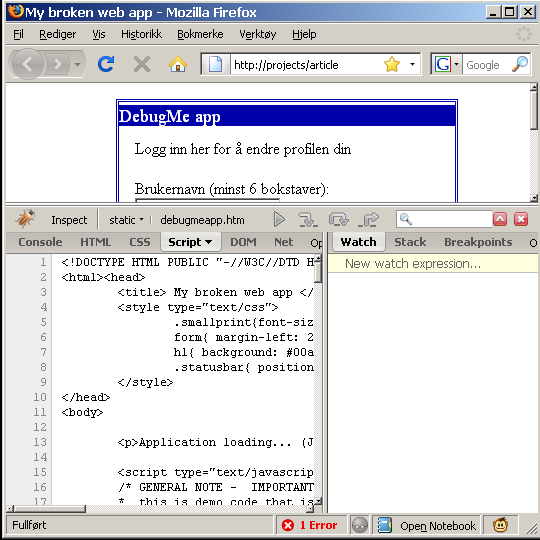 My broken web app - Mozilla Firefox
Fil Rediger Vis Historikk Bokmerke Verktøy Hjelp
http://projects/article
G Google
DebugMe app
Logg inn her for å endre profilen din
Brukernavn (minst 6 bokstaver):
Inspect static debugmeapp.htm
Console HTML CSS Script DOM Net Watch Stack Breakpoints
New watch expression...
1 <!DOCTYPE HTML PUBLIC "-//W3C//DTD H
2 <html><head>
3 <title> My broken web app </
4 <style type="text/css">
5 .smallprint{font-siz
6 form{ margin-left: 2
7 hl{ background: #00a
8 .statusbar{ position
9 </style>
10 </head>
11 <body>
12
13 <p>Application loading... (J
14
15 <script type="text/javascrip
16 /* GENERAL NOTE - IMPORTANT
17 * this is demo code that is
Fullført 1 Error Open Notebook